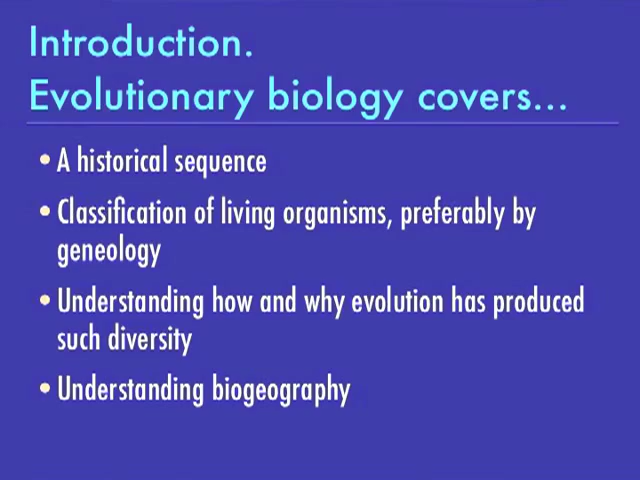 Introduction.
Evolutionary biology covers...
• A historical sequence
• Classification of living organisms, preferably by
geneology
• Understanding how and why evolution has produced
such diversity
• Understanding biogeography